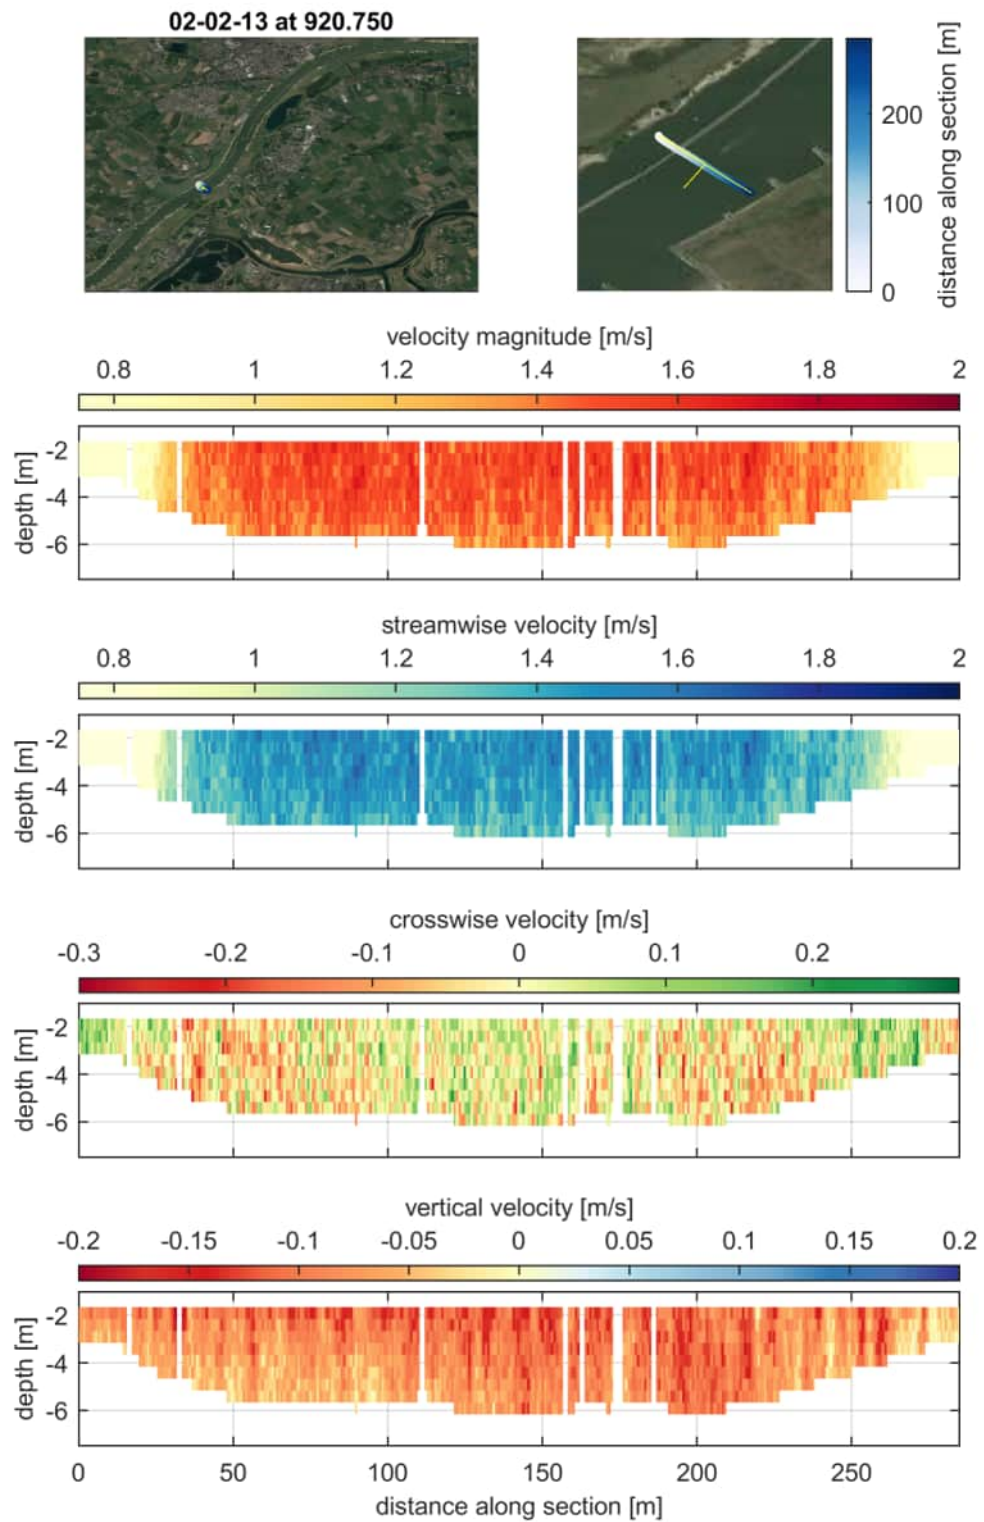 02-02-13 at 920.750
distance along section [m]
200
100
0
velocity magnitude [m/s]
0.8 1 1.2 1.4 1.6 1.8 2
depth [m]
-2
-4
-6
streamwise velocity [m/s]
0.8 1 1.2 1.4 1.6 1.8 2
depth [m]
-2
-4
-6
crosswise velocity [m/s]
-0.3 -0.2 -0.1 0 0.1 0.2
depth [m]
-2
-4
-6
vertical velocity [m/s]
-0.2 -0.15 -0.1 -0.05 0 0.05 0.1 0.15 0.2
depth [m]
-2
-4
-6
0 50 100 150 200 250
distance along section [m]